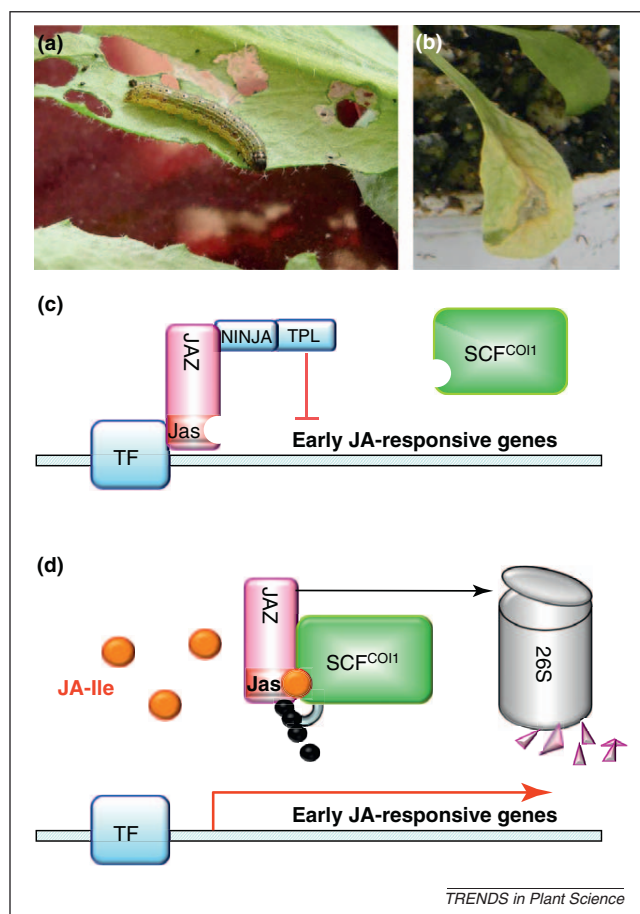 (a)
(b)
(c)
JAZ
NINJA
TPL
SCF^COI1
Jas
Early JA-responsive genes
TF
(d)
JAZ
SCF^COI1
26S
JA-Ile
Jas
Early JA-responsive genes
TF
TRENDS in Plant Science